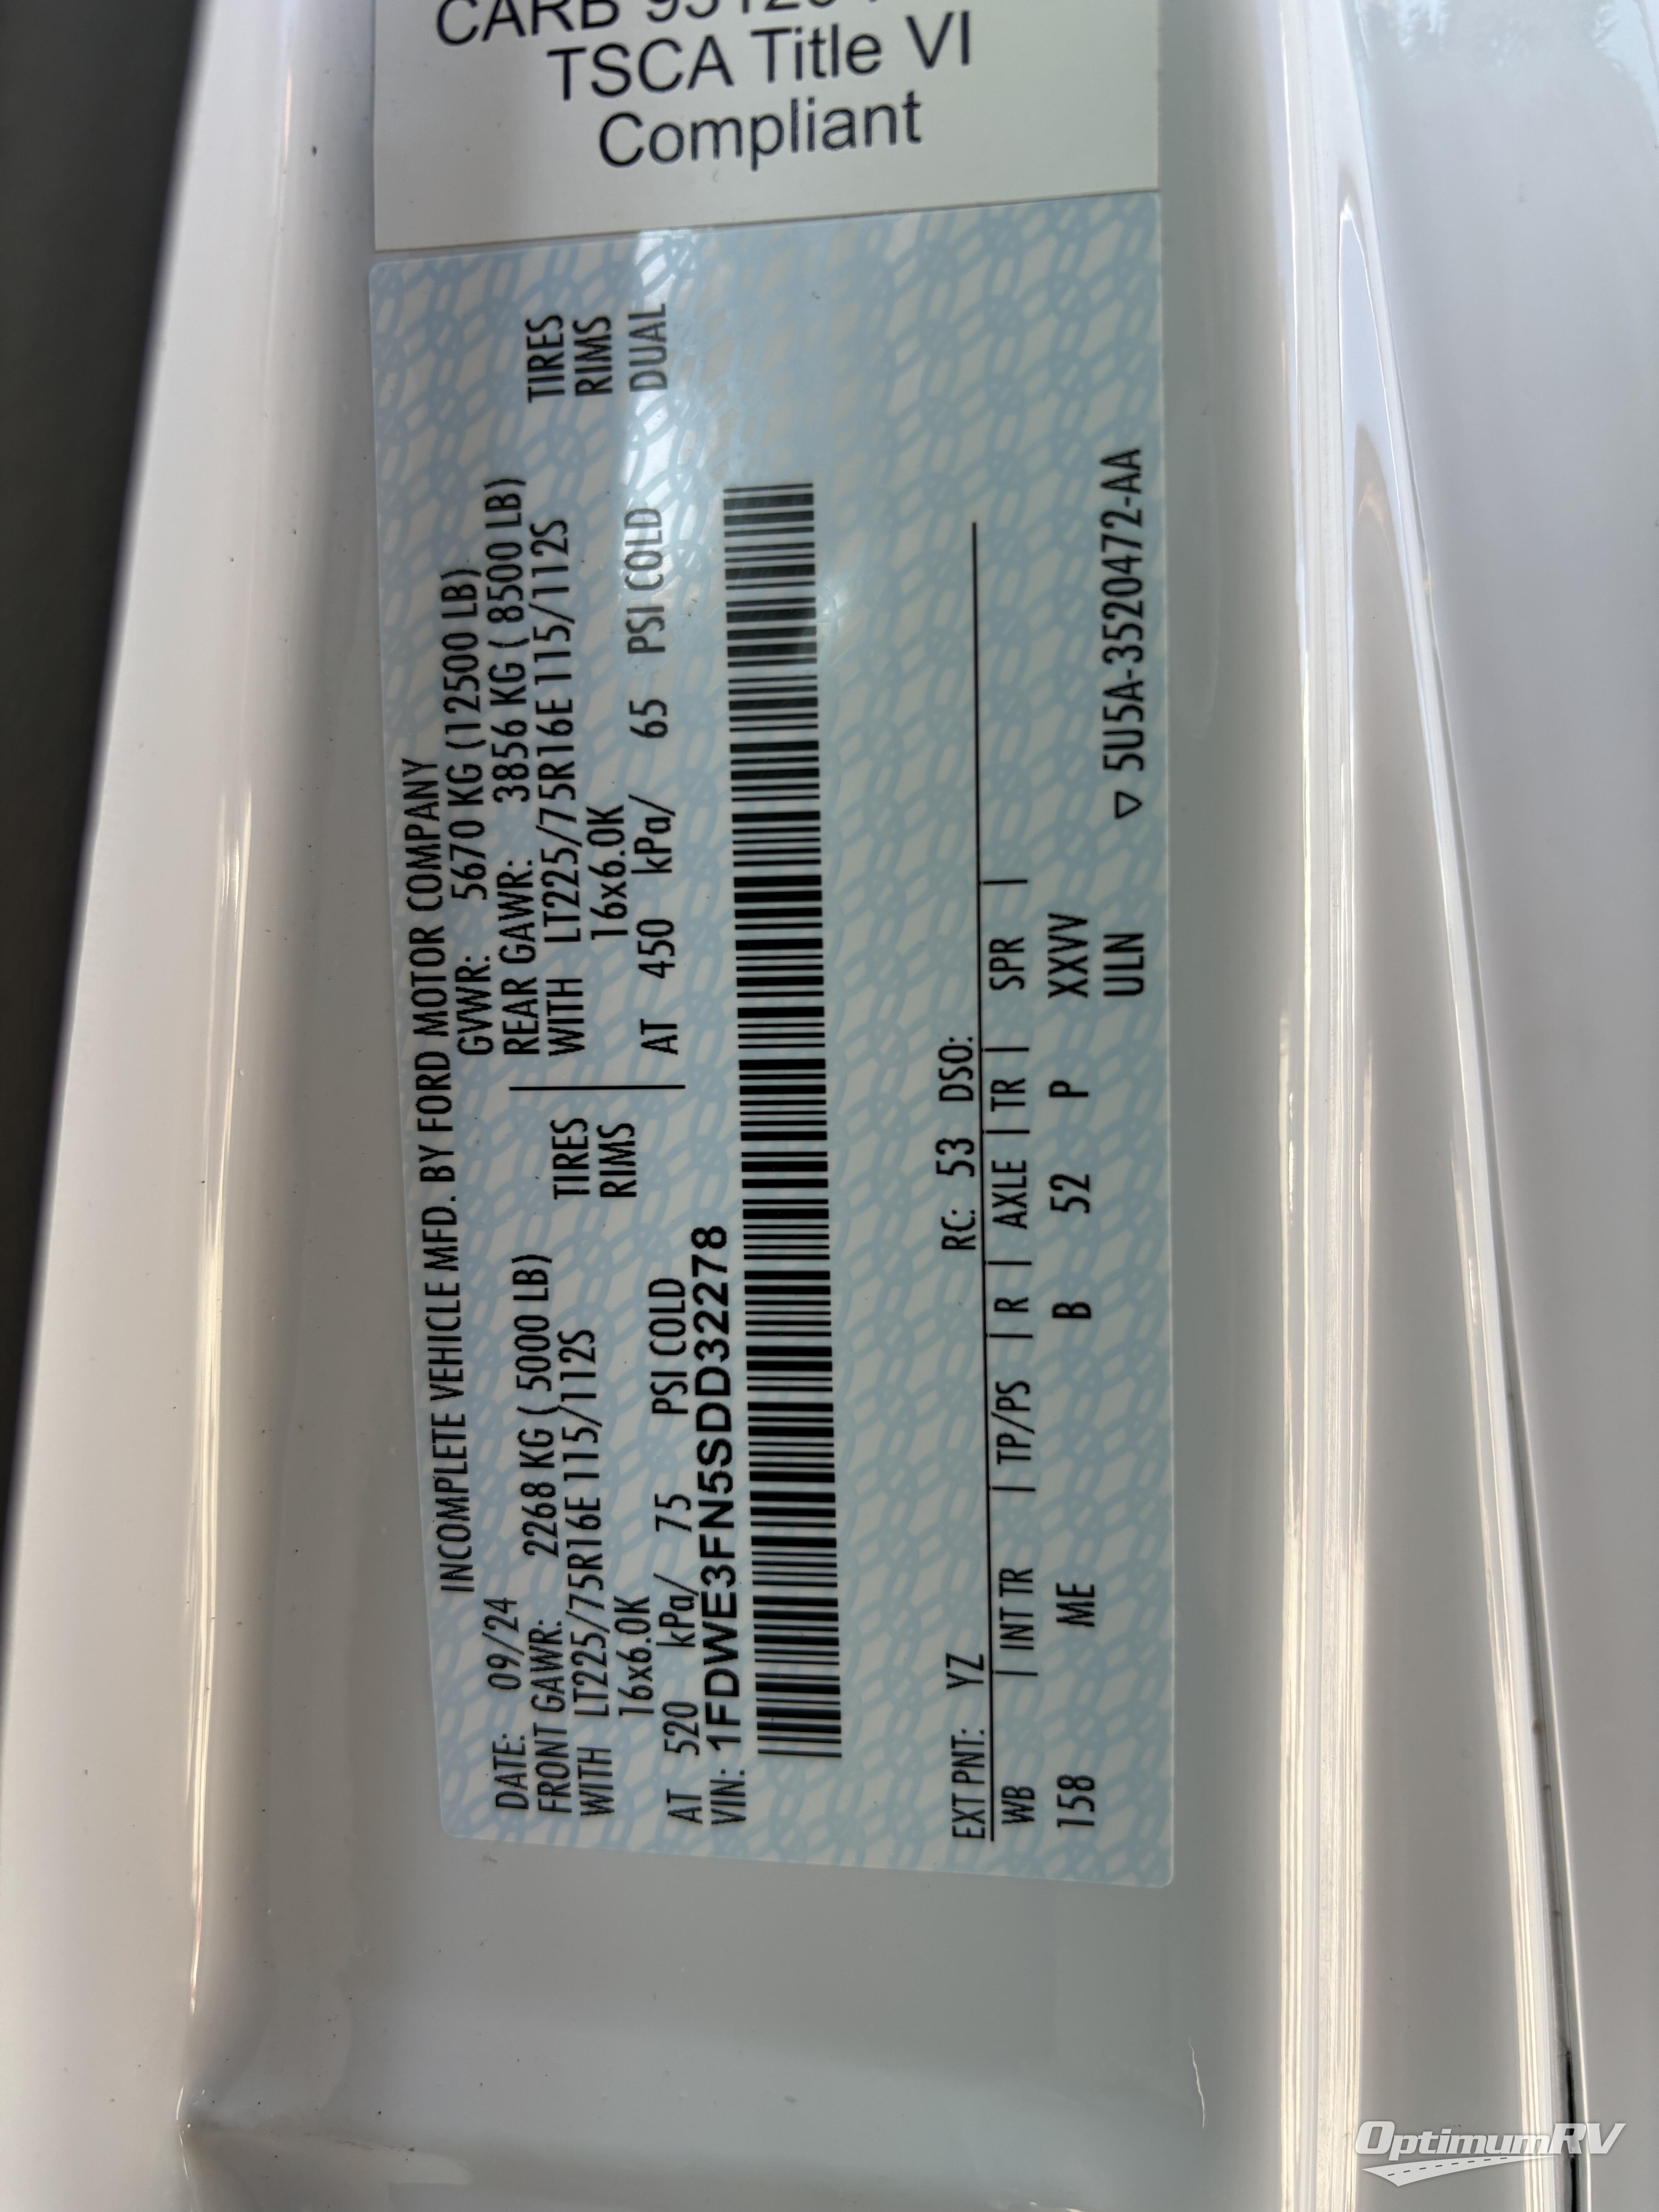 TSCA Title VI
Compliant
INCOMPLETE VEHICLE MFD. BY FORD MOTOR COMPANY
DATE: 09/24 GVWR: 5670 KG (12500 LB)
FRONT GAWR: 2268 KG ( 5000 LB) REAR GAWR: 3856 KG ( 8500 LB)
WITH LT225/75R16E 115/112S TIRES WITH LT225/75R16E 115/112S TIRES
16x6.0K RIMS 16x6.0K RIMS
AT 520 kPa/ 75 PSI COLD AT 450 kPa/ 65 PSI COLD DUAL
VIN: 1FDWE3FN5SDD32278
EXT PNT: YZ RC: 53 DSO:
WB | INT TR | TP/PS | R | AXLE | TR | SPR |
158 ME B 52 P XXVV
ULN ▽ 5U5A-3520472-AA
OptimumRV